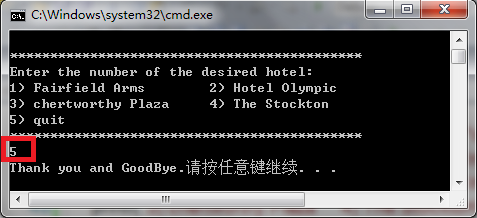 C:\Windows\system32\cmd.exe
*******************************************
Enter the number of the desired hotel:
1) Fairfield Arms 2) Hotel Olympic
3) chertworthy Plaza 4) The Stockton
5) quit
*******************************************
5
Thank you and GoodBye.请按任意键继续. . .